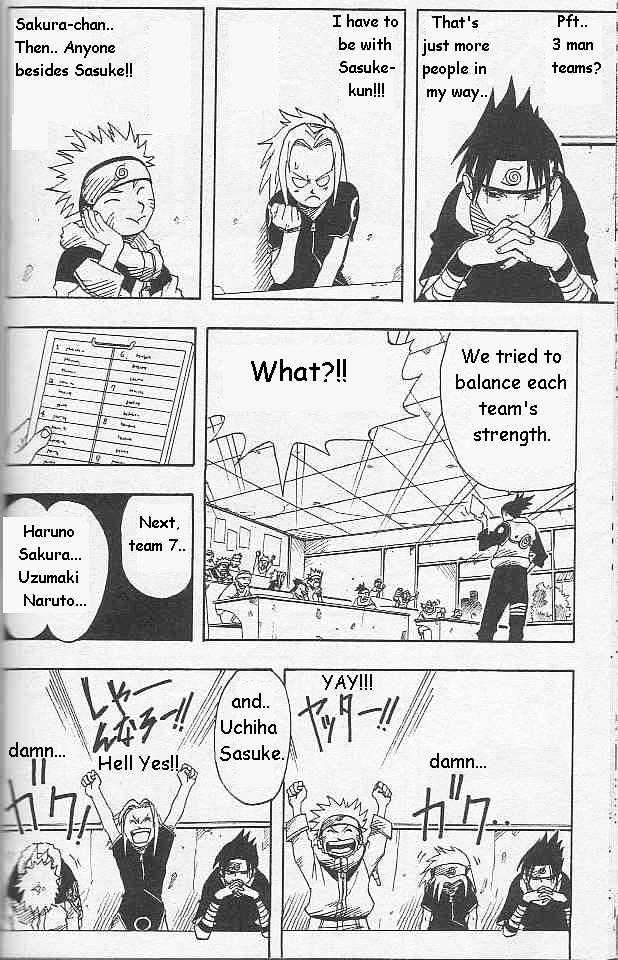 Pft..
3 man
teams?
That's
just more
people in
my way..
I have to
be with
Sasuke-
kun!!!
Sakura-chan..
Then.. Anyone
besides Sasuke!!
We tried to
balance each
team's
strength.
What?!!
Next,
team 7..
Haruno
Sakura...
Uzumaki
Naruto...
YAY!!!
ヤッター!!
damn...
ガク..
and..
Uchiha
Sasuke.
しゃー
んなろー!!
Hell Yes!!
damn...
ガク!